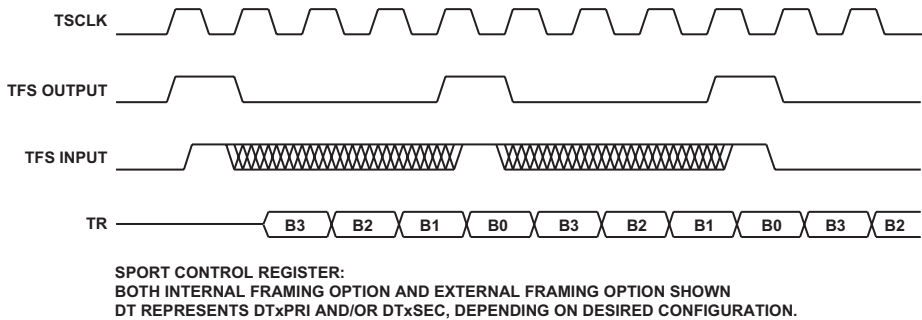 TSCLK
TFS OUTPUT
TFS INPUT
TR B3 B2 B1 B0 B3 B2 B1 B0 B3 B2
SPORT CONTROL REGISTER:
BOTH INTERNAL FRAMING OPTION AND EXTERNAL FRAMING OPTION SHOWN
DT REPRESENTS DTxPRI AND/OR DTxSEC, DEPENDING ON DESIRED CONFIGURATION.